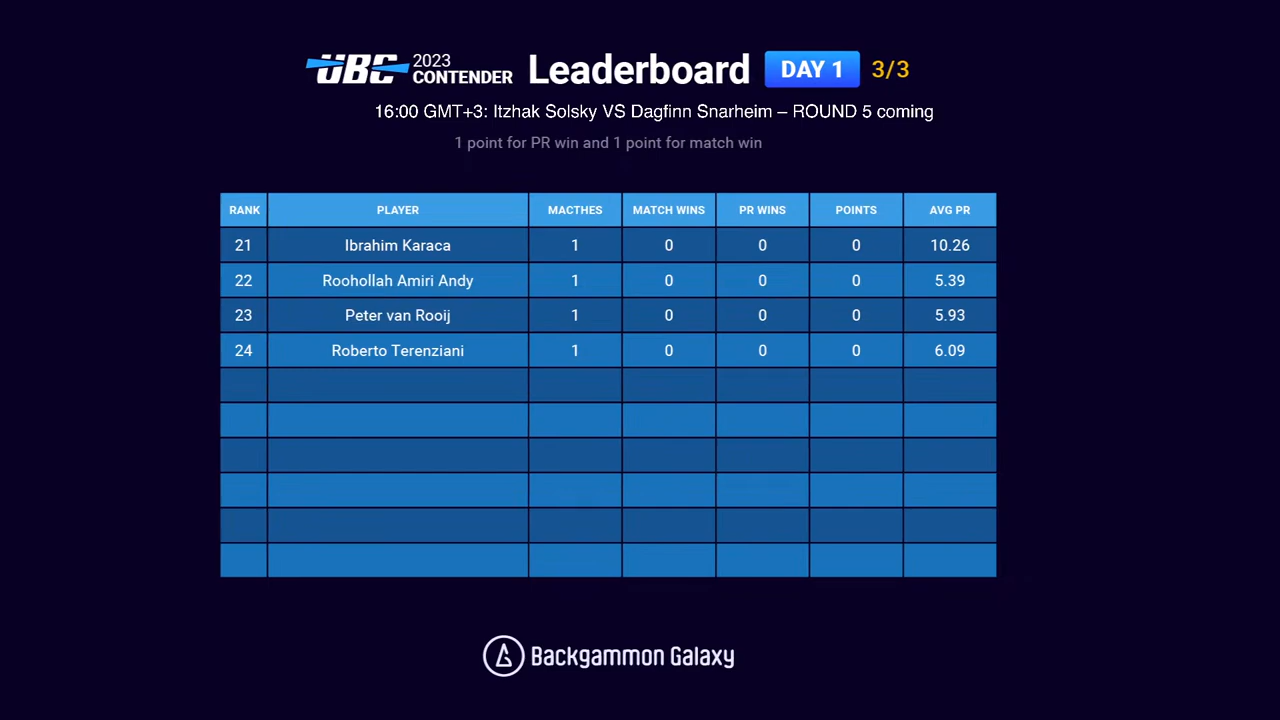 UBC 2023 CONTENDER Leaderboard DAY 1 3/3
16:00 GMT+3: Itzhak Solsky VS Dagfinn Snarheim – ROUND 5 coming
1 point for PR win and 1 point for match win
RANK PLAYER MACTHES MATCH WINS PR WINS POINTS AVG PR
21 Ibrahim Karaca 1 0 0 0 10.26
22 Roohollah Amiri Andy 1 0 0 0 5.39
23 Peter van Rooij 1 0 0 0 5.93
24 Roberto Terenziani 1 0 0 0 6.09
Backgammon Galaxy